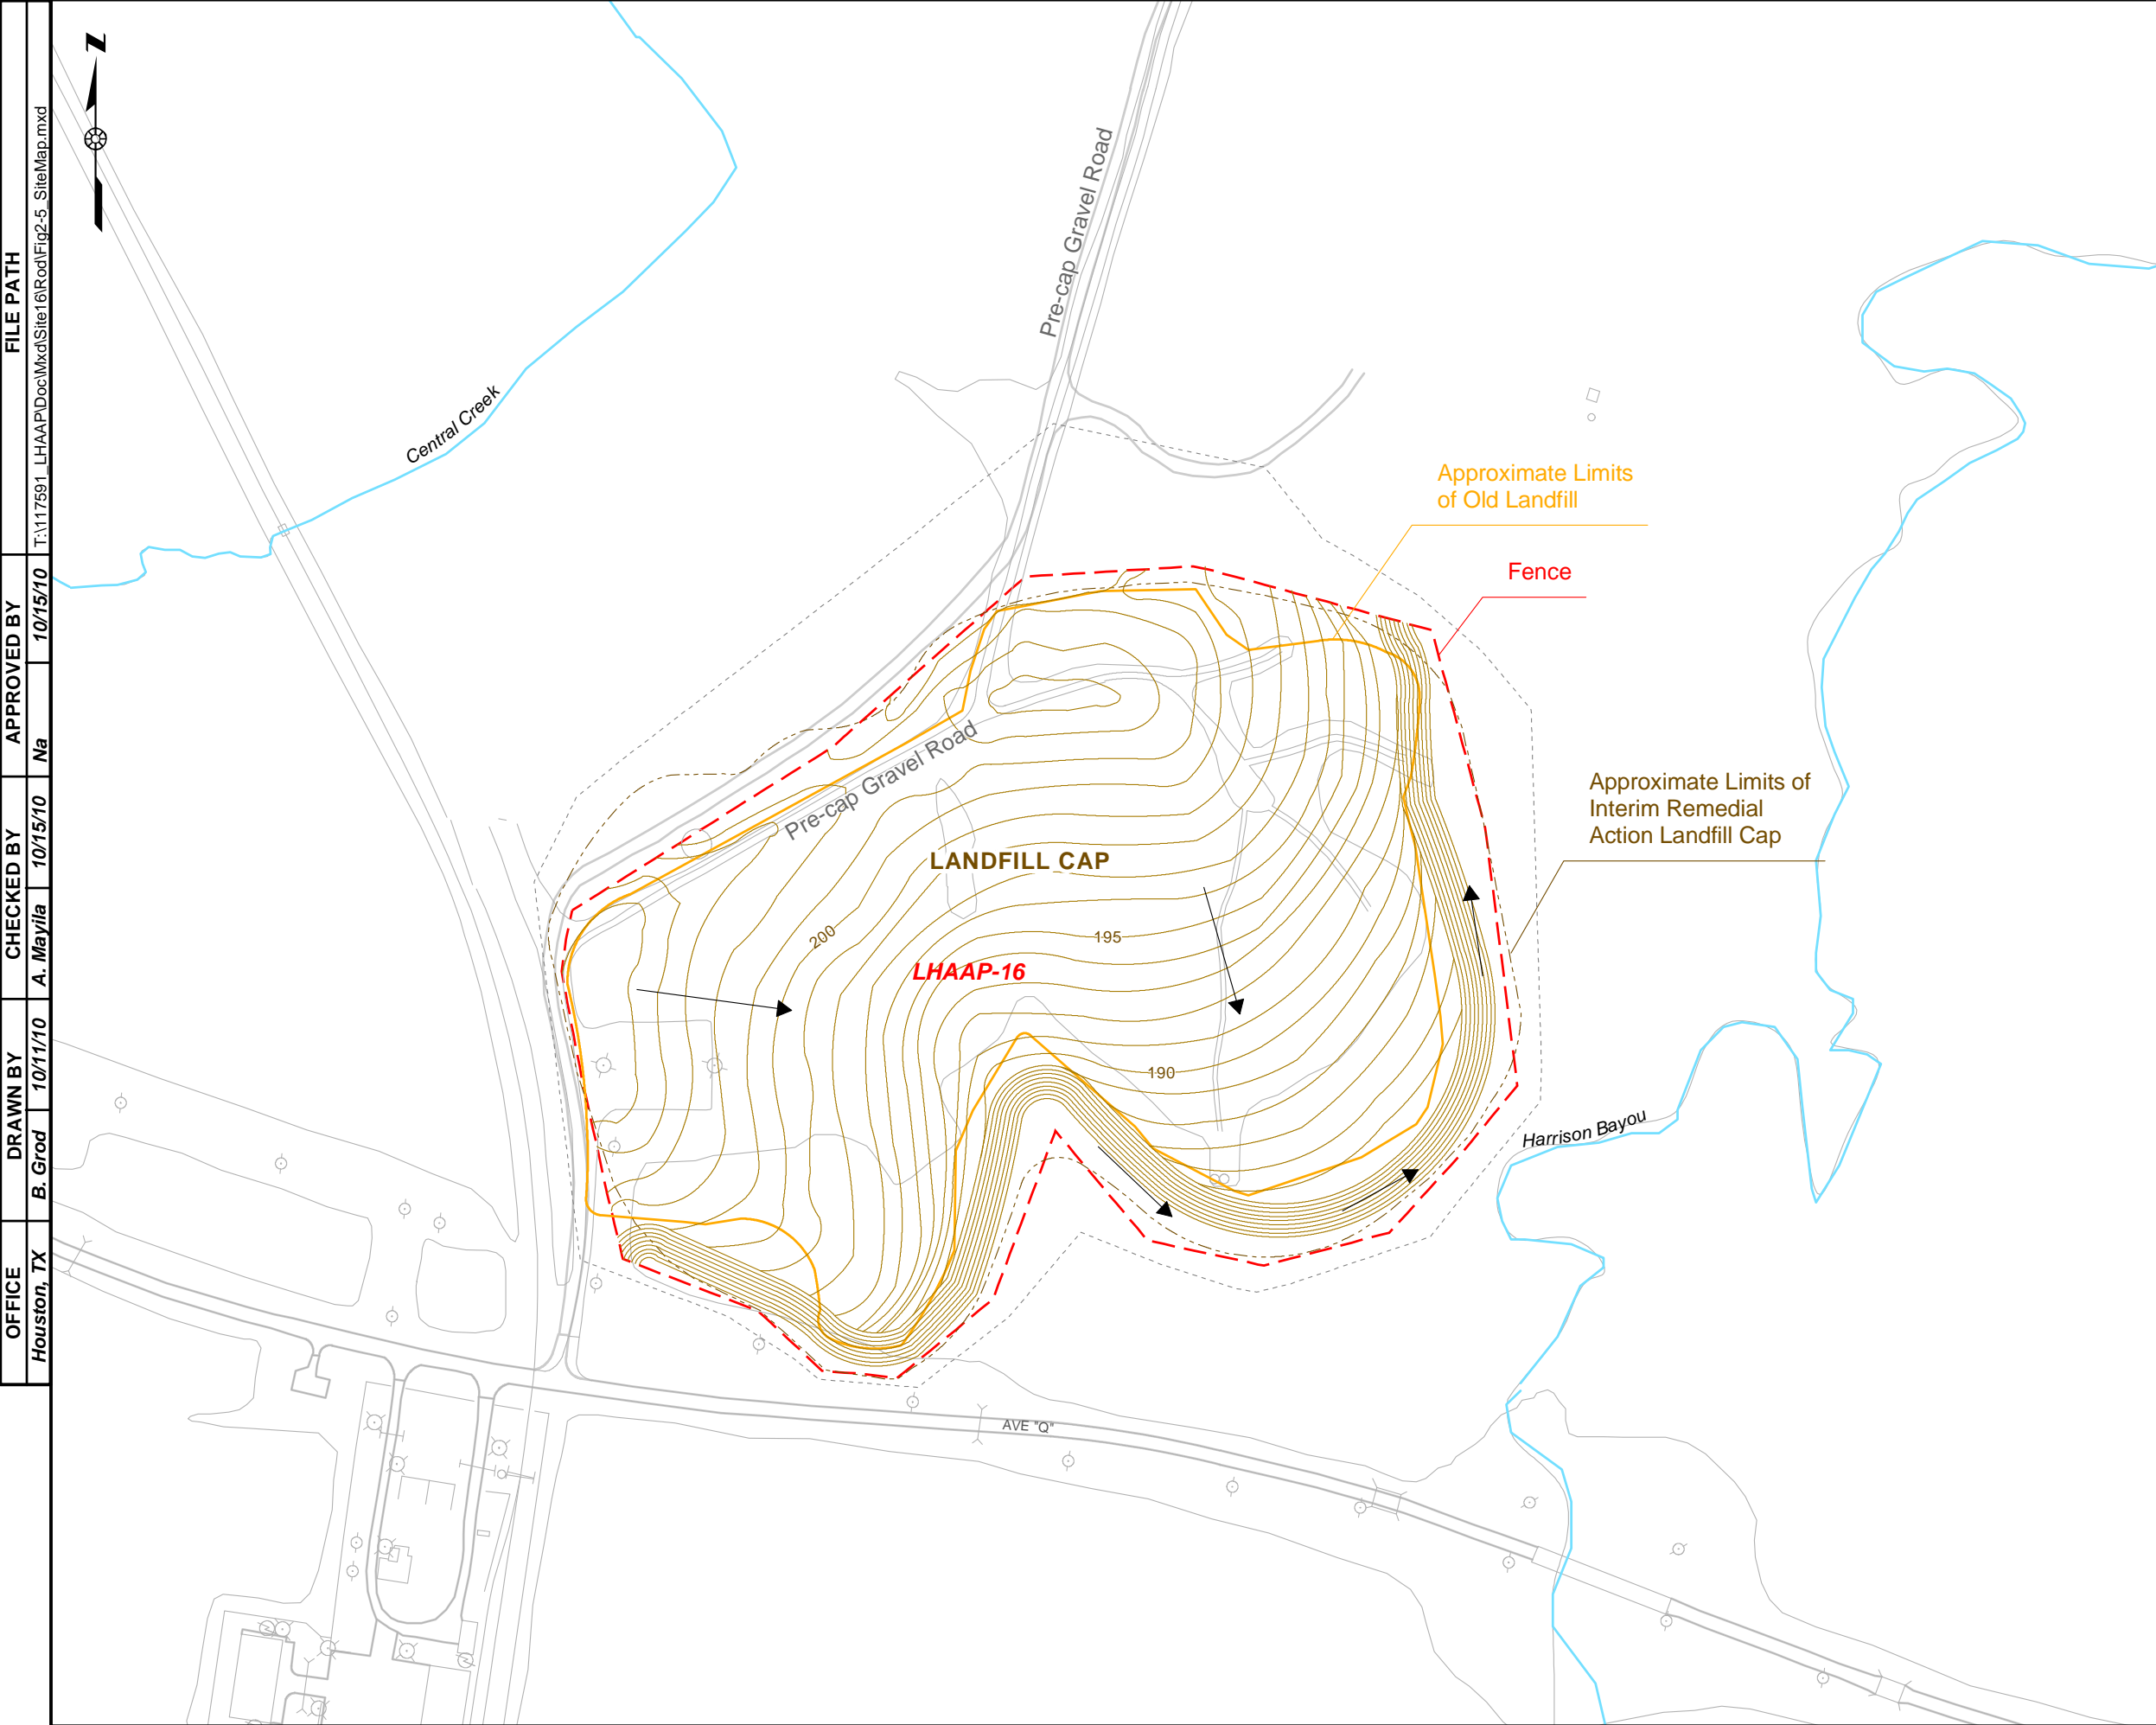 FILE PATH
T:\117591_LHAAP\Doc\Mxd\Site16\Rod\Fig2-5_SiteMap.mxd
APPROVED BY
Na
10/15/10
CHECKED BY
A. Mayila
10/15/10
DRAWN BY
B. Grod
10/11/10
OFFICE
Houston, TX
N
Central Creek
Pre-cap Gravel Road
Approximate Limits
of Old Landfill
Fence
Pre-cap Gravel Road
Approximate Limits of
Interim Remedial
Action Landfill Cap
LANDFILL CAP
200
195
LHAAP-16
190
Harrison Bayou
AVE "Q"